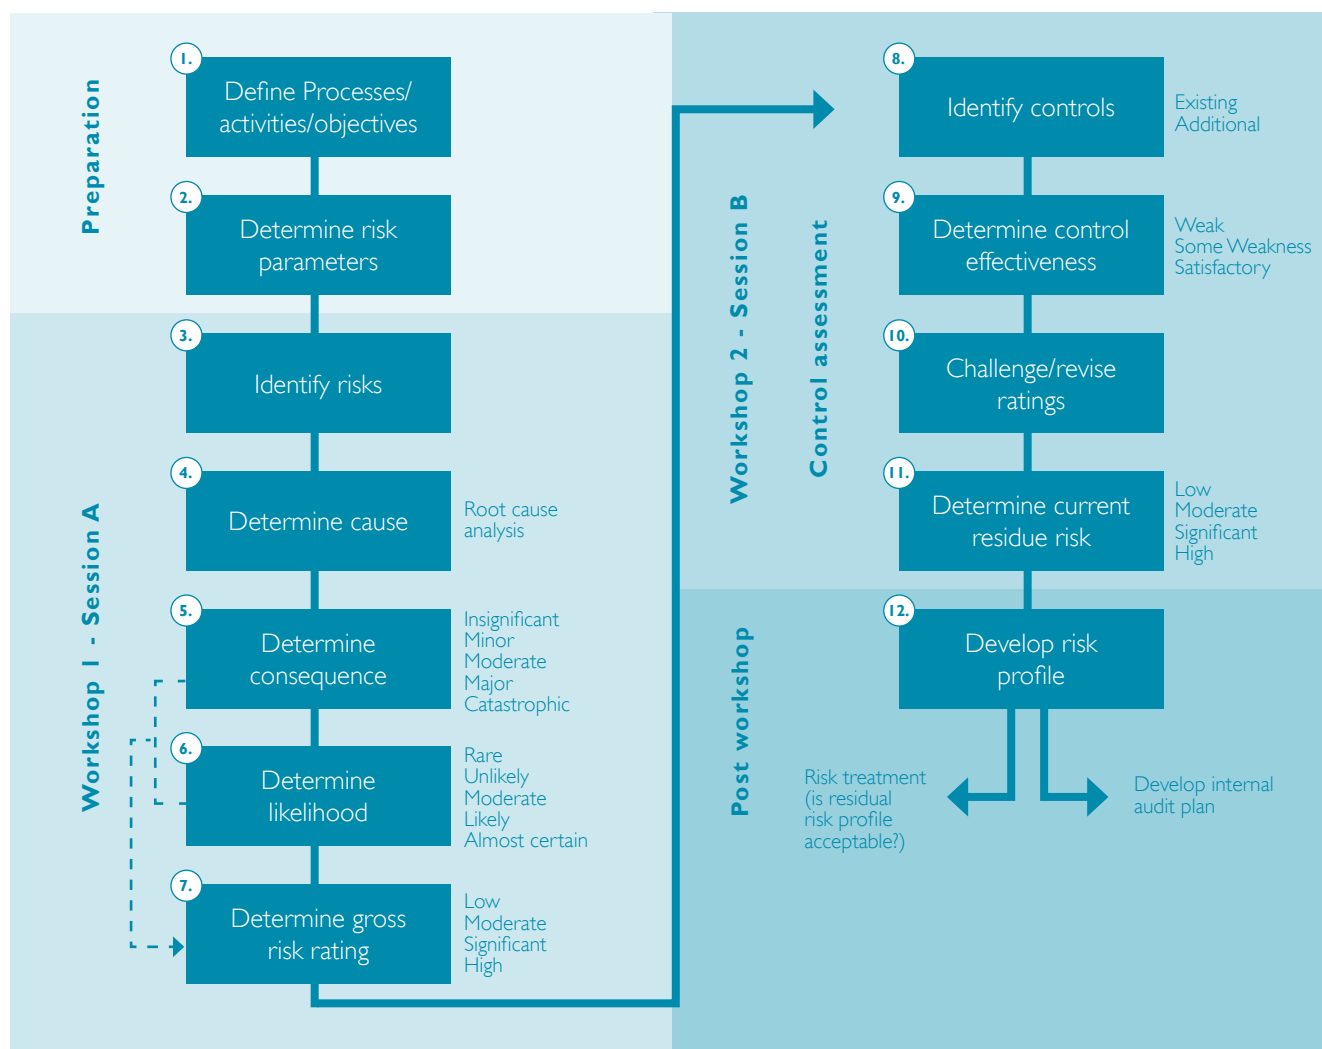 Preparation
1.
Define Processes/
activities/objectives
2.
Determine risk
parameters
Workshop 1 - Session A
3.
Identify risks
4.
Determine cause
Root cause
analysis
5.
Determine
consequence
Insignificant
Minor
Moderate
Major
Catastrophic
6.
Determine
likelihood
Rare
Unlikely
Moderate
Likely
Almost certain
7.
Determine gross
risk rating
Low
Moderate
Significant
High
Workshop 2 - Session B
Control assessment
8.
Identify controls
Existing
Additional
9.
Determine control
effectiveness
Weak
Some Weakness
Satisfactory
10.
Challenge/revise
ratings
11.
Determine current
residue risk
Low
Moderate
Significant
High
Post workshop
12.
Develop risk
profile
Risk treatment
(is residual
risk profile
acceptable?)
Develop internal
audit plan